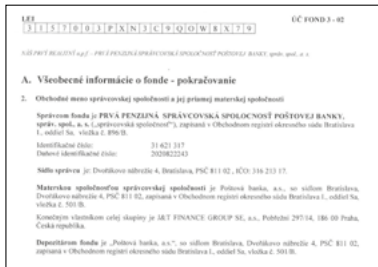 LEI
3 1 5 7 0 0 3 P X N 3 C 9 Q O W 8 X 7 9
ÚČ FOND 3 - 02
NÁŠ PRVÝ REALITNÝ o.p.f. – PRVÁ PENZIJNÁ SPRÁVCOVSKÁ SPOLOČNOSŤ POŠTOVEJ BANKY, správ. spol., a. s.
A. Všeobecné informácie o fonde - pokračovanie
2. Obchodné meno správcovskej spoločnosti a jej priamej materskej spoločnosti
Správcom fondu je PRVÁ PENZIJNÁ SPRÁVCOVSKÁ SPOLOČNOSŤ POŠTOVEJ BANKY,
správ. spol., a. s. („správcovská spoločnosť“), zapísaná v Obchodnom registri okresného súdu Bratislava
I., oddiel Sa, vložka č. 896/B.
Identifikačné číslo: 31 621 317
Daňové identifikačné číslo: 2020822243
Sídlo správcu je: Dvořákovo nábrežie 4, Bratislava, PSČ 811 02, IČO: 316 213 17.
Materskou spoločnosťou správcovskej spoločnosti je Poštová banka, a.s., so sídlom Bratislava,
Dvořákovo nábrežie 4, PSČ 811 02, zapísaná v Obchodnom registri okresného súdu Bratislava I., oddiel Sa,
vložka č. 501/B.
Konečným vlastníkom celej skupiny je J&T FINANCE GROUP SE, a.s., Pobřežní 297/14, 186 00 Praha,
Česká republika.
Depozitárom fondu je „Poštová banka, a.s.“, so sídlom Bratislava, Dvořákovo nábrežie 4, PSČ 811 02,
zapísaná v Obchodnom registri okresného súdu Bratislava I., oddiel Sa, vložka č. 501/B.